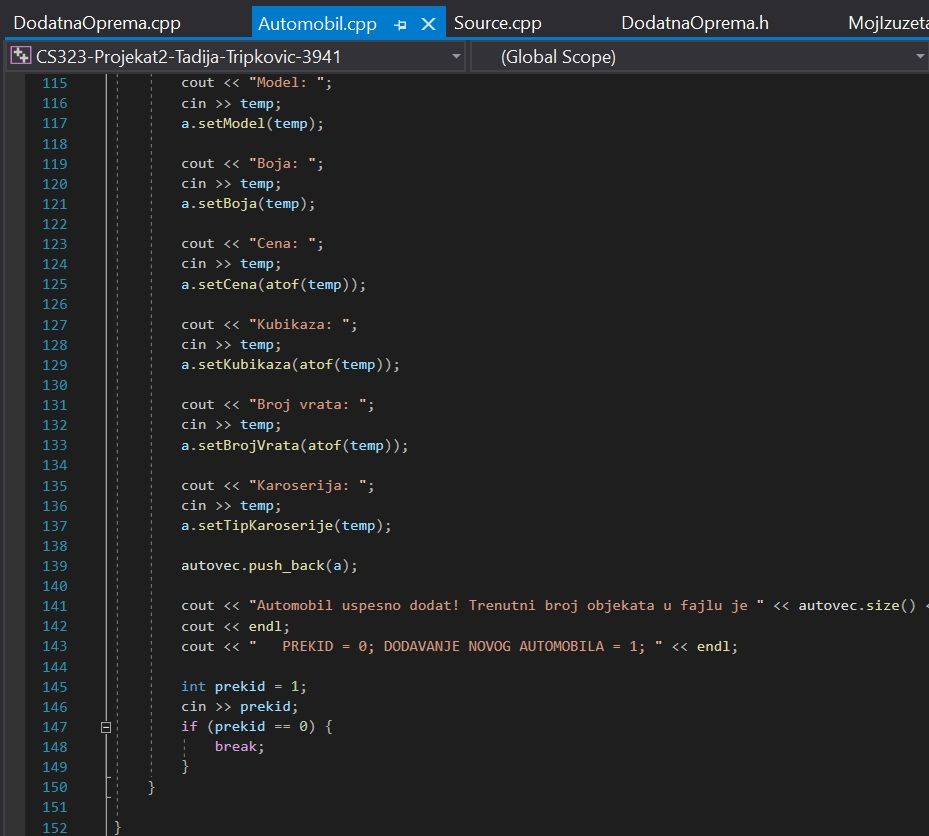 DodatnaOprema.cpp Automobil.cpp Source.cpp DodatnaOprema.h MojIzuzeta
CS323-Projekat2-Tadija-Tripkovic-3941 (Global Scope)
115 cout << "Model: ";
116 cin >> temp;
117 a.setModel(temp);
118
119 cout << "Boja: ";
120 cin >> temp;
121 a.setBoja(temp);
122
123 cout << "Cena: ";
124 cin >> temp;
125 a.setCena(atof(temp));
126
127 cout << "Kubikaza: ";
128 cin >> temp;
129 a.setKubikaza(atof(temp));
130
131 cout << "Broj vrata: ";
132 cin >> temp;
133 a.setBrojVrata(atof(temp));
134
135 cout << "Karoserija: ";
136 cin >> temp;
137 a.setTipKaroserije(temp);
138
139 autovec.push_back(a);
140
141 cout << "Automobil uspesno dodat! Trenutni broj objekata u fajlu je " << autovec.size() <
142 cout << endl;
143 cout << "   PREKID = 0; DODAVANJE NOVOG AUTOMOBILA = 1; " << endl;
144
145 int prekid = 1;
146 cin >> prekid;
147 if (prekid == 0) {
148 break;
149 }
150 }
151
152 }